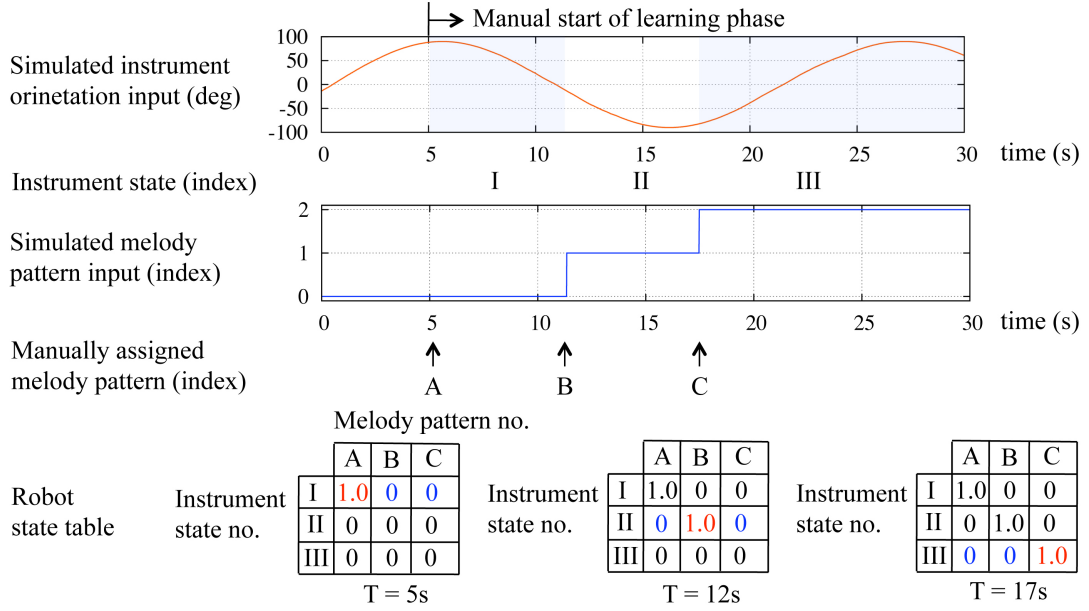 Manual start of learning phase
Simulated instrument
orinetation input (deg)
100
50
0
-50
-100
0 5 10 15 20 25 30 time (s)
Instrument state (index) I II III
Simulated melody
pattern input (index)
2
1
0
0 5 10 15 20 25 30 time (s)
Manually assigned
melody pattern (index)
A B C
Melody pattern no.
Robot
state table
Instrument
state no.
A B C
I 1.0 0 0
II 0 0 0
III 0 0 0
T = 5s
Instrument
state no.
A B C
I 1.0 0 0
II 0 1.0 0
III 0 0 0
T = 12s
Instrument
state no.
A B C
I 1.0 0 0
II 0 1.0 0
III 0 0 1.0
T = 17s